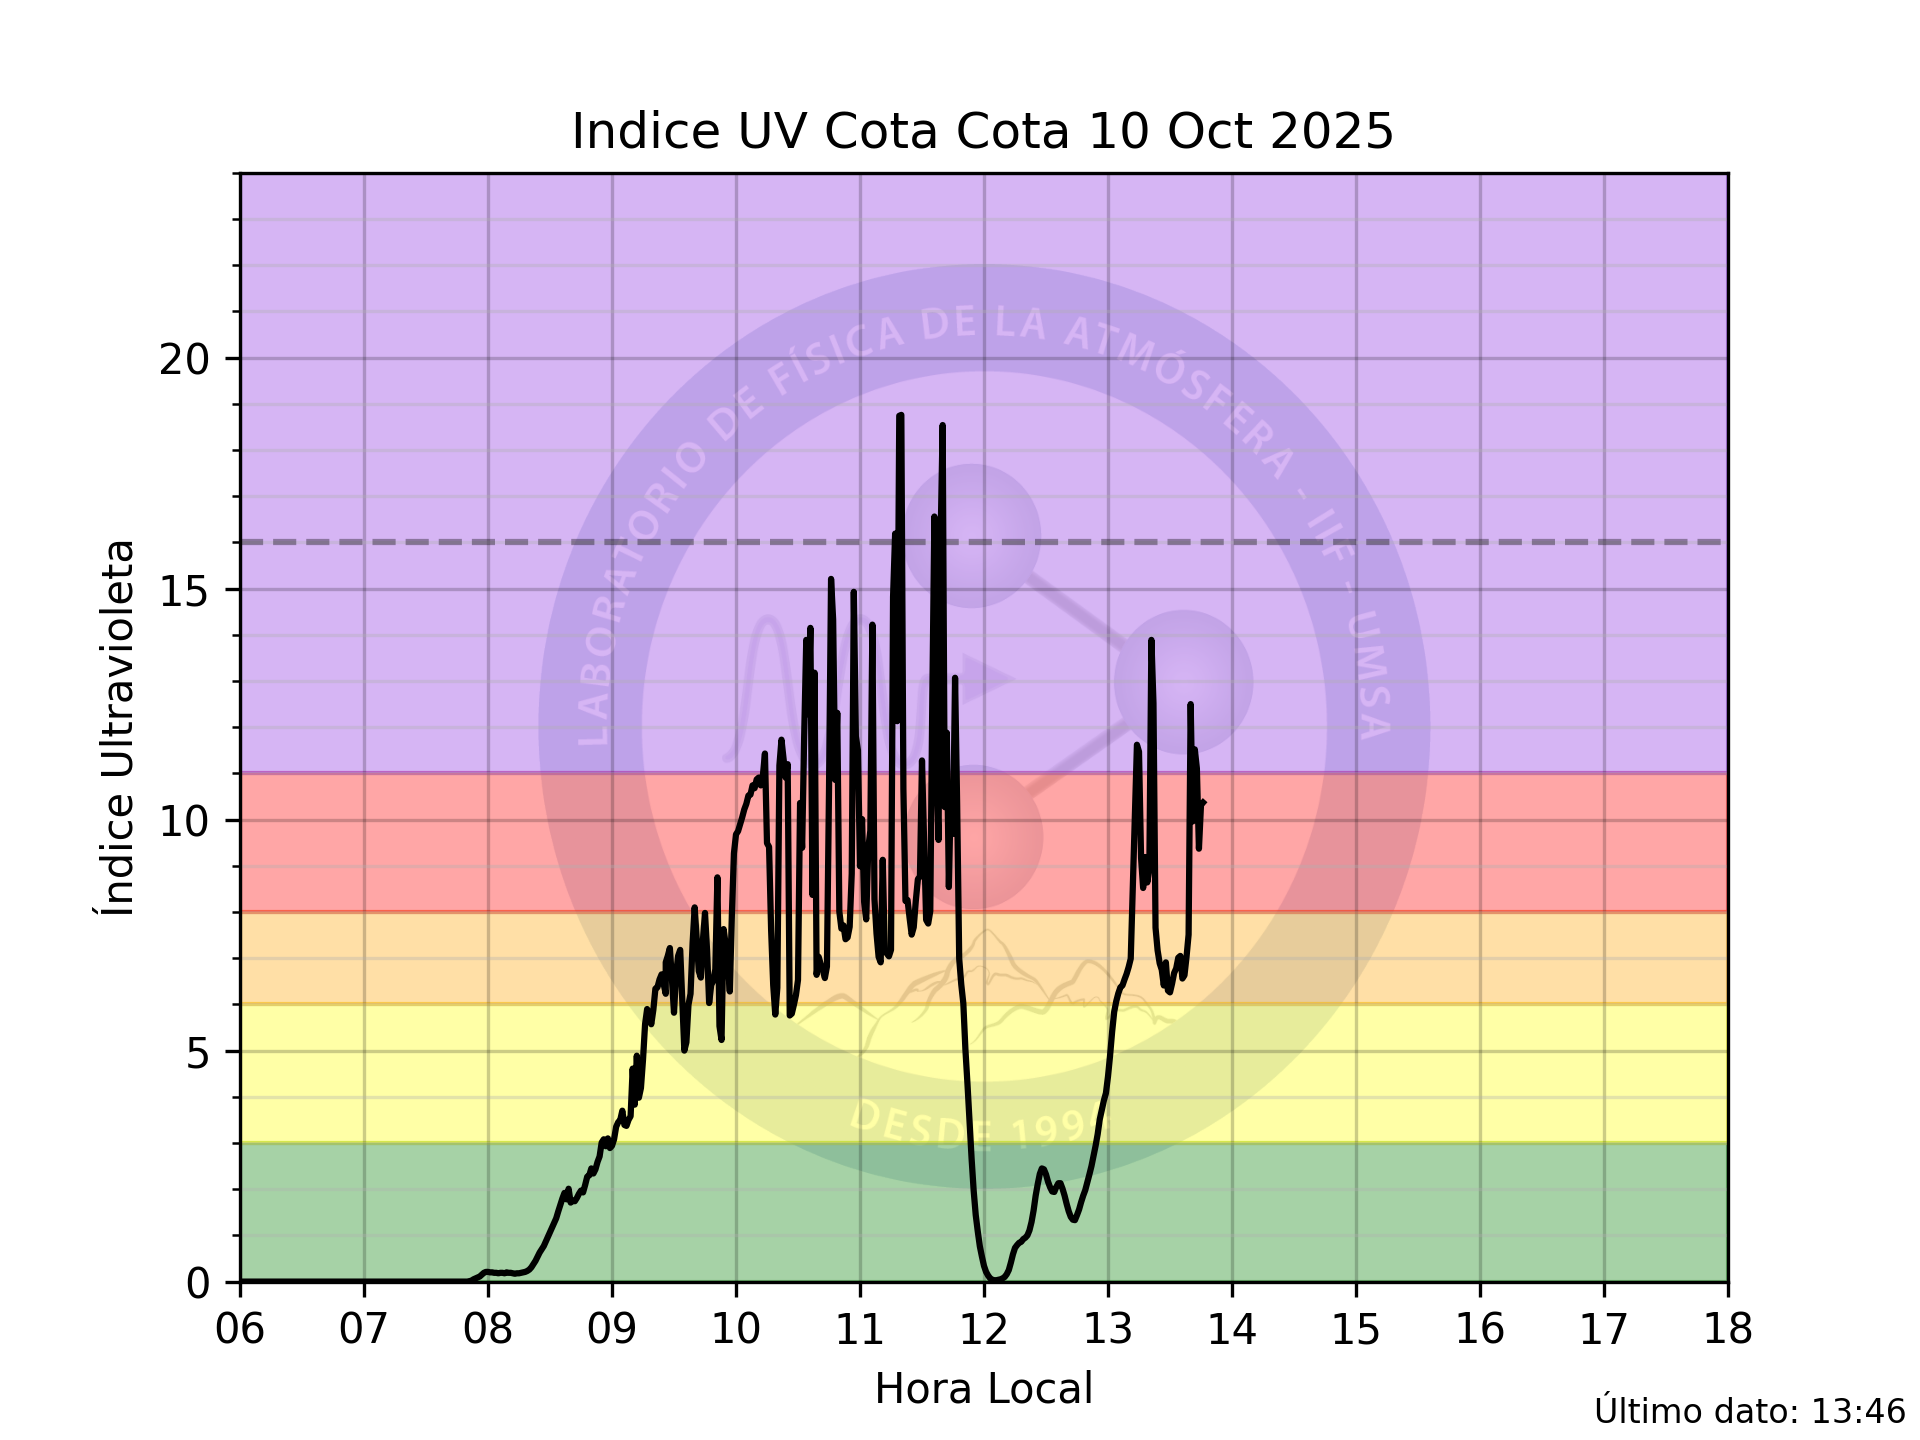 Indice UV Cota Cota 10 Oct 2025
Índice Ultravioleta
20
15
10
5
0
LABORATORIO DE FÍSICA DE LA ATMÓSFERA - IIF - UMSA
DESDE 1994
06 07 08 09 10 11 12 13 14 15 16 17 18
Hora Local
Último dato: 13:46